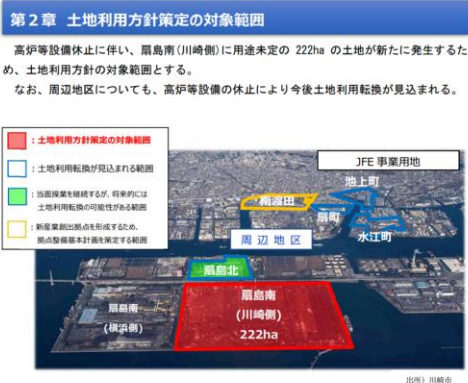 第2章 土地利用方針策定の対象範囲
高炉等設備休止に伴い、扇島南(川崎側)に用途未定の 222ha の土地が新たに発生するた
め、土地利用方針の対象範囲とする。
なお、周辺地区についても、高炉等設備の休止により今後土地利用転換が見込まれる。
：土地利用方針策定の対象範囲
：土地利用転換が見込まれる範囲
：当面操業を継続するが、将来的には
土地利用転換の可能性がある範囲
：新産業創出拠点を形成するため、
拠点整備基本計画を策定する範囲
JFE 事業用地
池上町
南渡田
扇町
水江町
周辺地区
扇島北
扇島南
(川崎側)
222ha
扇島南
(横浜側)
出所）川崎市